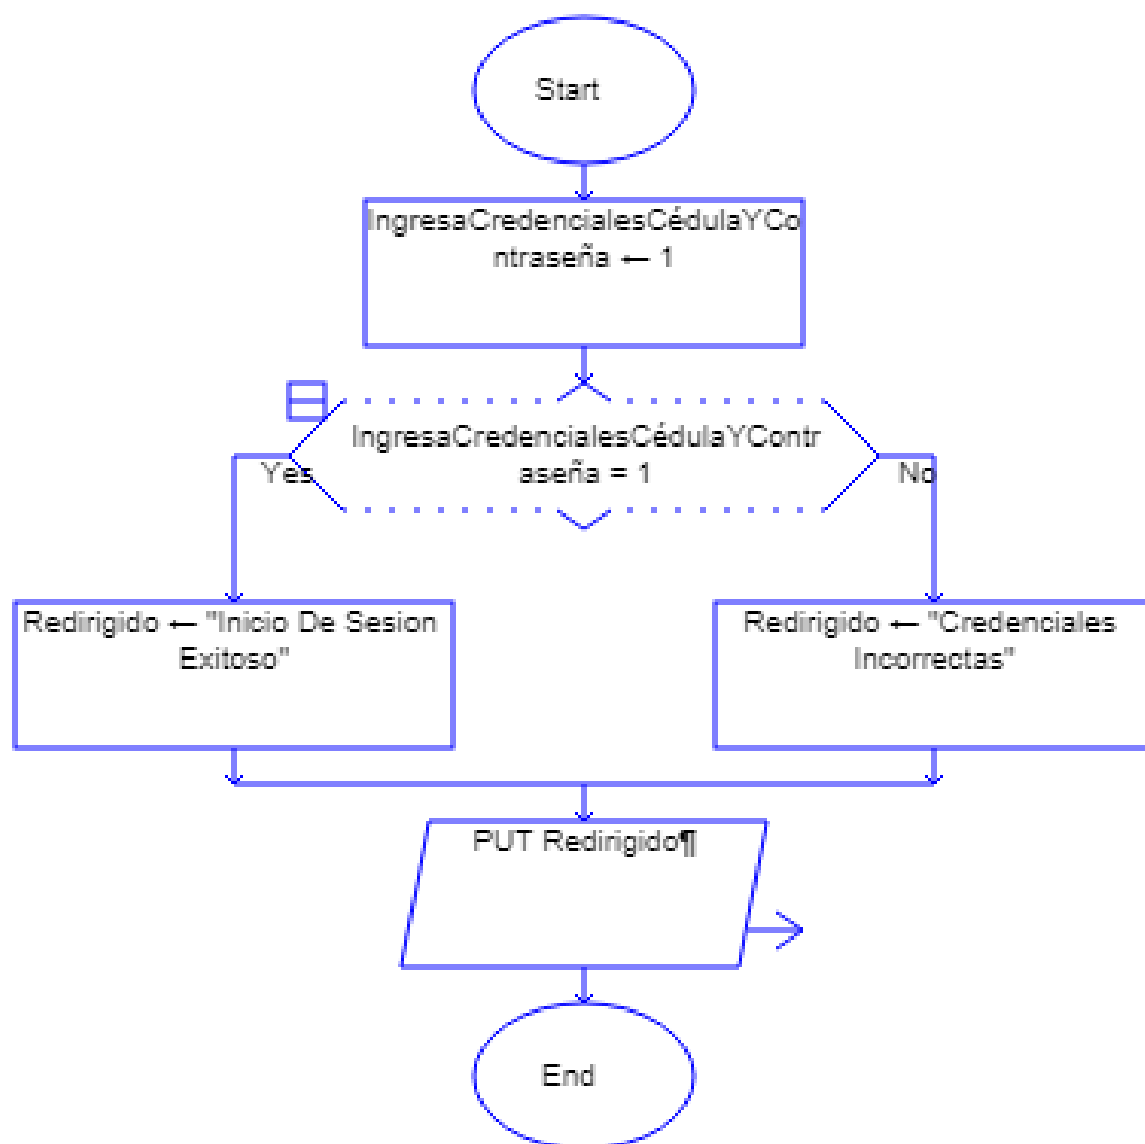 Start
IngresaCredencialesCédulaYCo
ntraseña ← 1
IngresaCredencialesCédulaYContr
aseña = 1
Yes
No
Redirigido ← "Inicio De Sesion
Exitoso"
Redirigido ← "Credenciales
Incorrectas"
PUT Redirigido¶
End